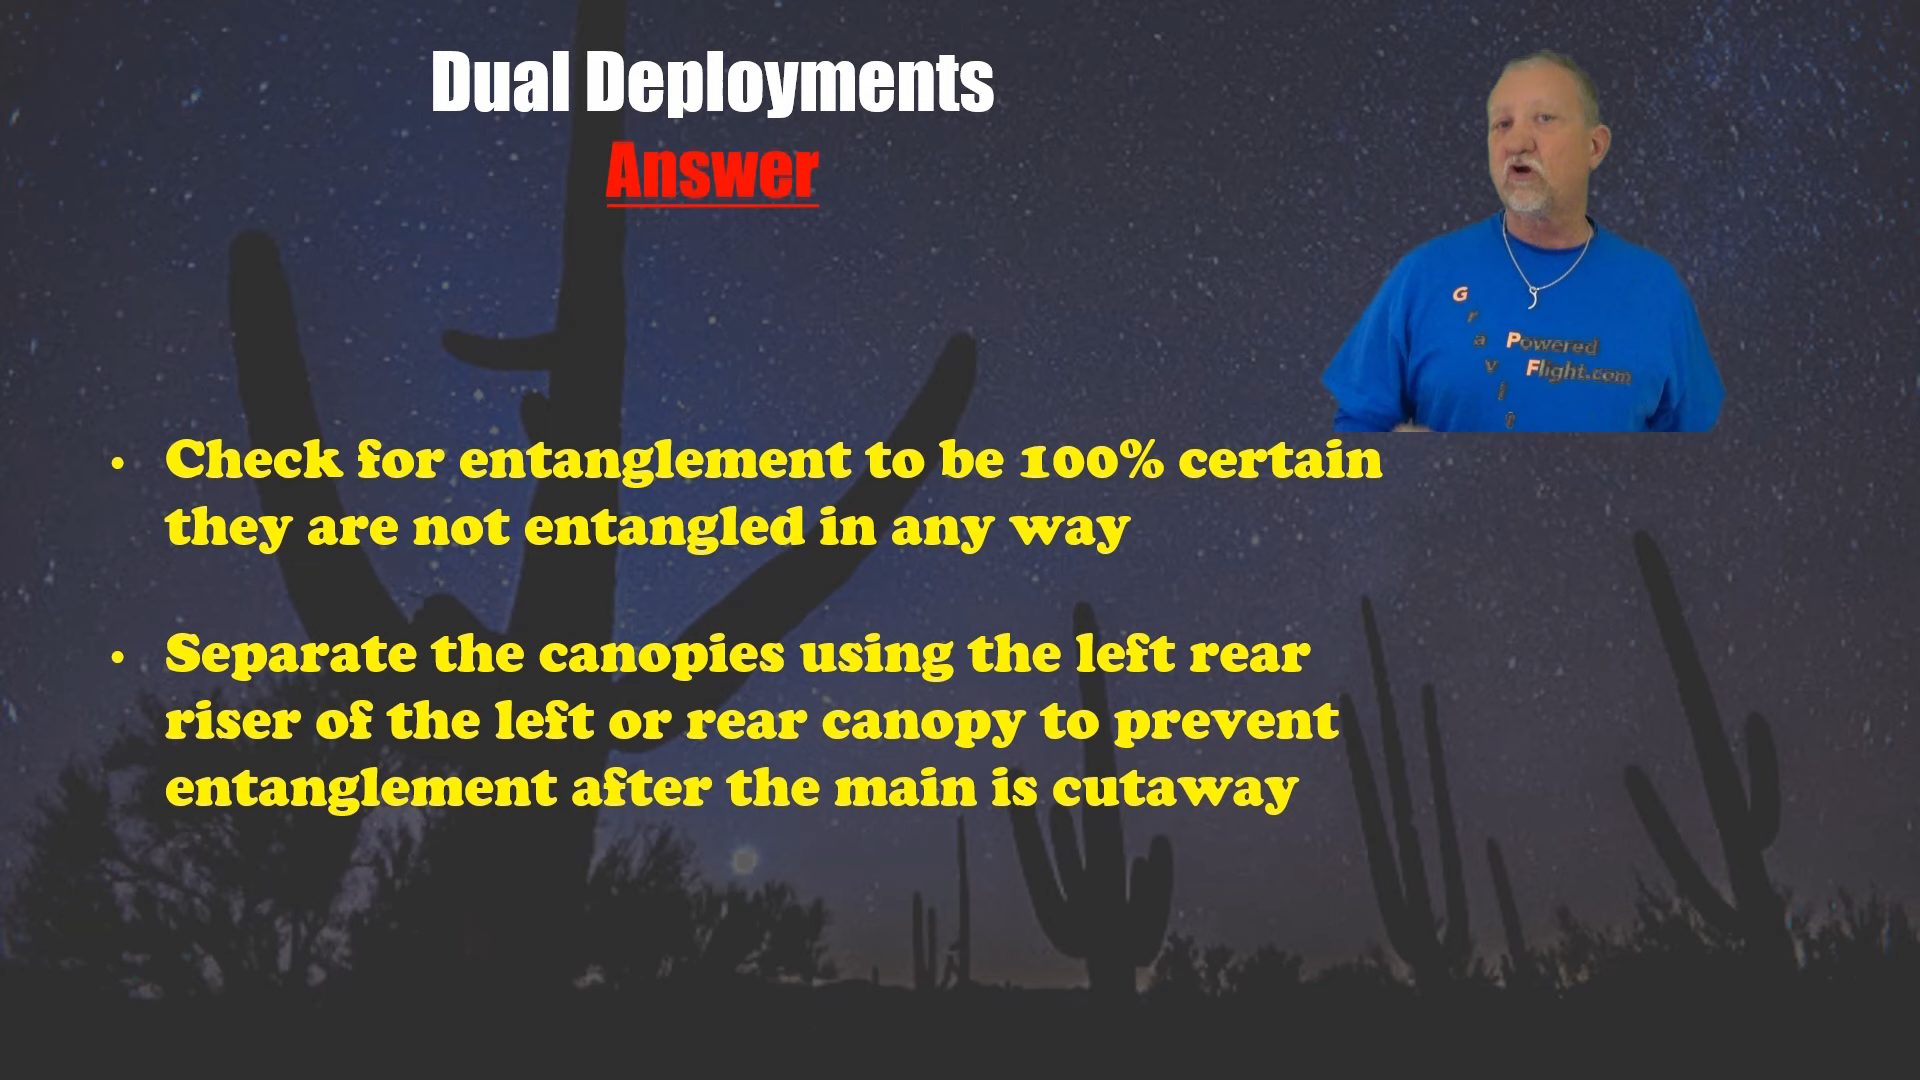 Dual Deployments
Answer
G
r
a Powered
v Flight.com
i
t
• Check for entanglement to be 100% certain
they are not entangled in any way
• Separate the canopies using the left rear
riser of the left or rear canopy to prevent
entanglement after the main is cutaway